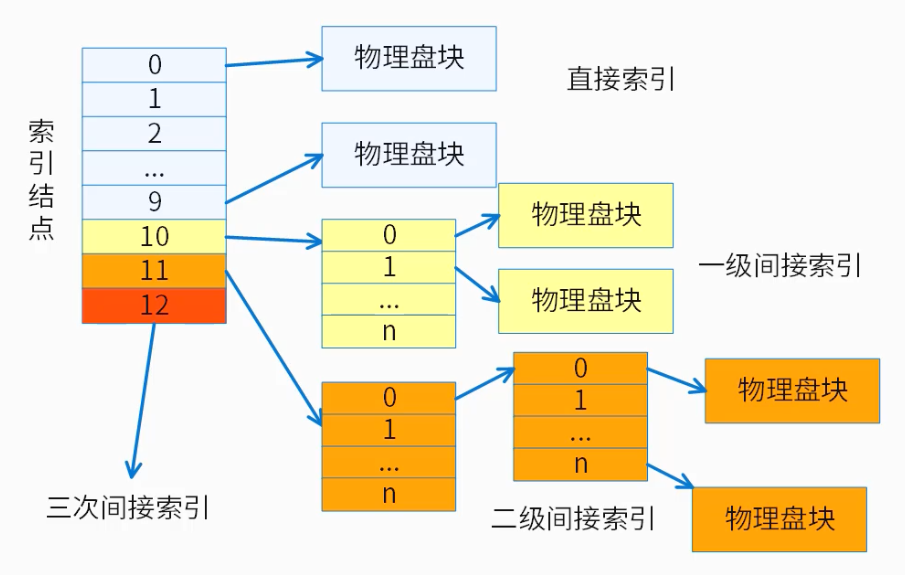 索引结点
0
1
2
...
9
10
11
12
物理盘块
直接索引
物理盘块
0
1
...
n
物理盘块
物理盘块
一级间接索引
0
1
...
n
0
1
...
n
物理盘块
物理盘块
二级间接索引
三次间接索引